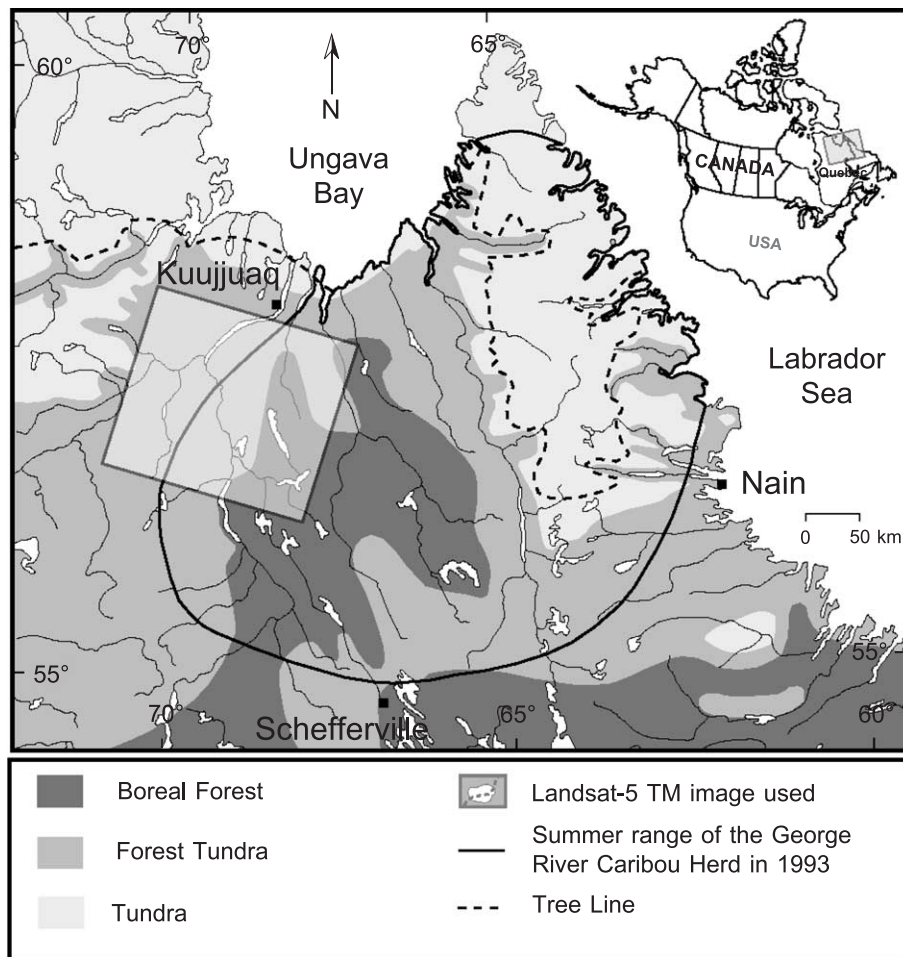 70°
65°
60°
N
Ungava
Bay
CANADA
Quebec
USA
Kuujjuaq
Labrador
Sea
Nain
0 50 km
55°
55°
70°
65°
60°
Schefferville
Boreal Forest
Landsat-5 TM image used
Forest Tundra
Summer range of the George
River Caribou Herd in 1993
Tundra
Tree Line